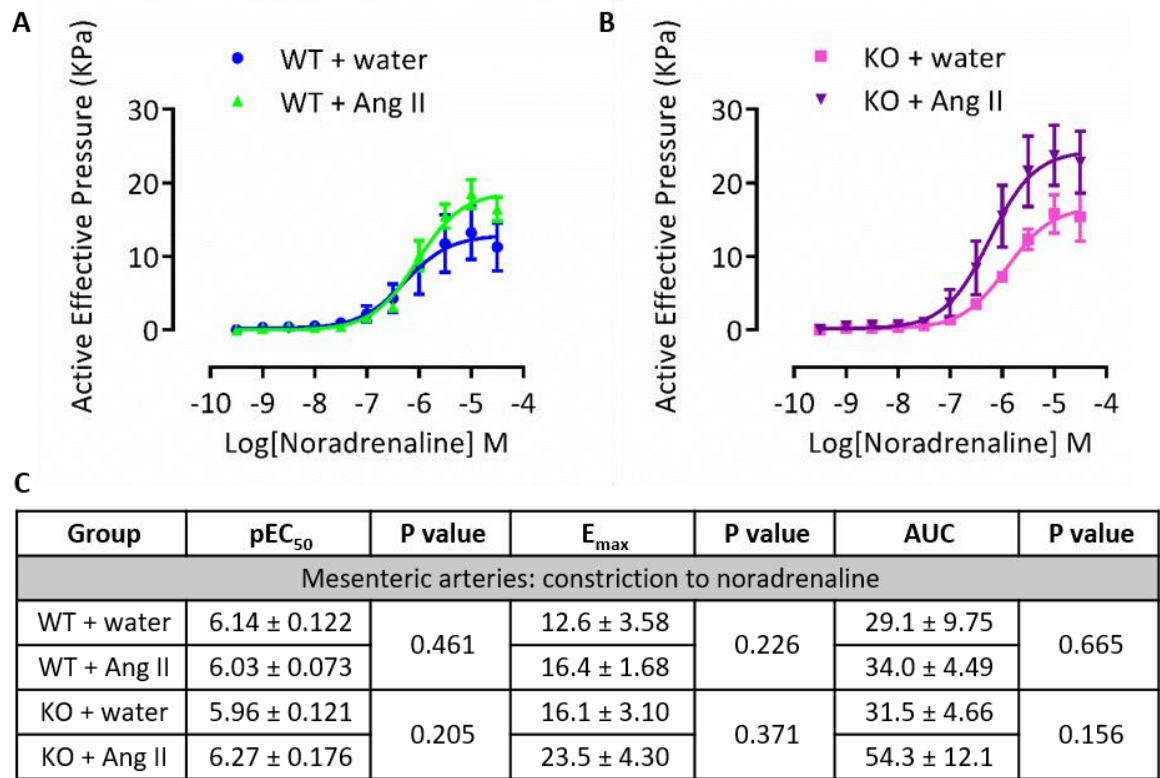 A
Active Effective Pressure (KPa)
WT + water
WT + Ang II
30
20
10
0
-10 -9 -8 -7 -6 -5 -4
Log[Noradrenaline] M
B
Active Effective Pressure (KPa)
KO + water
KO + Ang II
30
20
10
0
-10 -9 -8 -7 -6 -5 -4
Log[Noradrenaline] M
C
Group pEC50 P value Emax P value AUC P value
Mesenteric arteries: constriction to noradrenaline
WT + water 6.14 ± 0.122 0.461 12.6 ± 3.58 0.226 29.1 ± 9.75 0.665
WT + Ang II 6.03 ± 0.073 16.4 ± 1.68 34.0 ± 4.49
KO + water 5.96 ± 0.121 0.205 16.1 ± 3.10 0.371 31.5 ± 4.66 0.156
KO + Ang II 6.27 ± 0.176 23.5 ± 4.30 54.3 ± 12.1